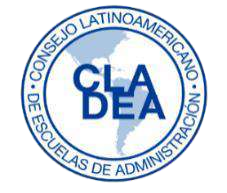 CONSEJO LATINOAMERICANO
DE ESCUELAS DE ADMINISTRACIÓN
CLA
DEA